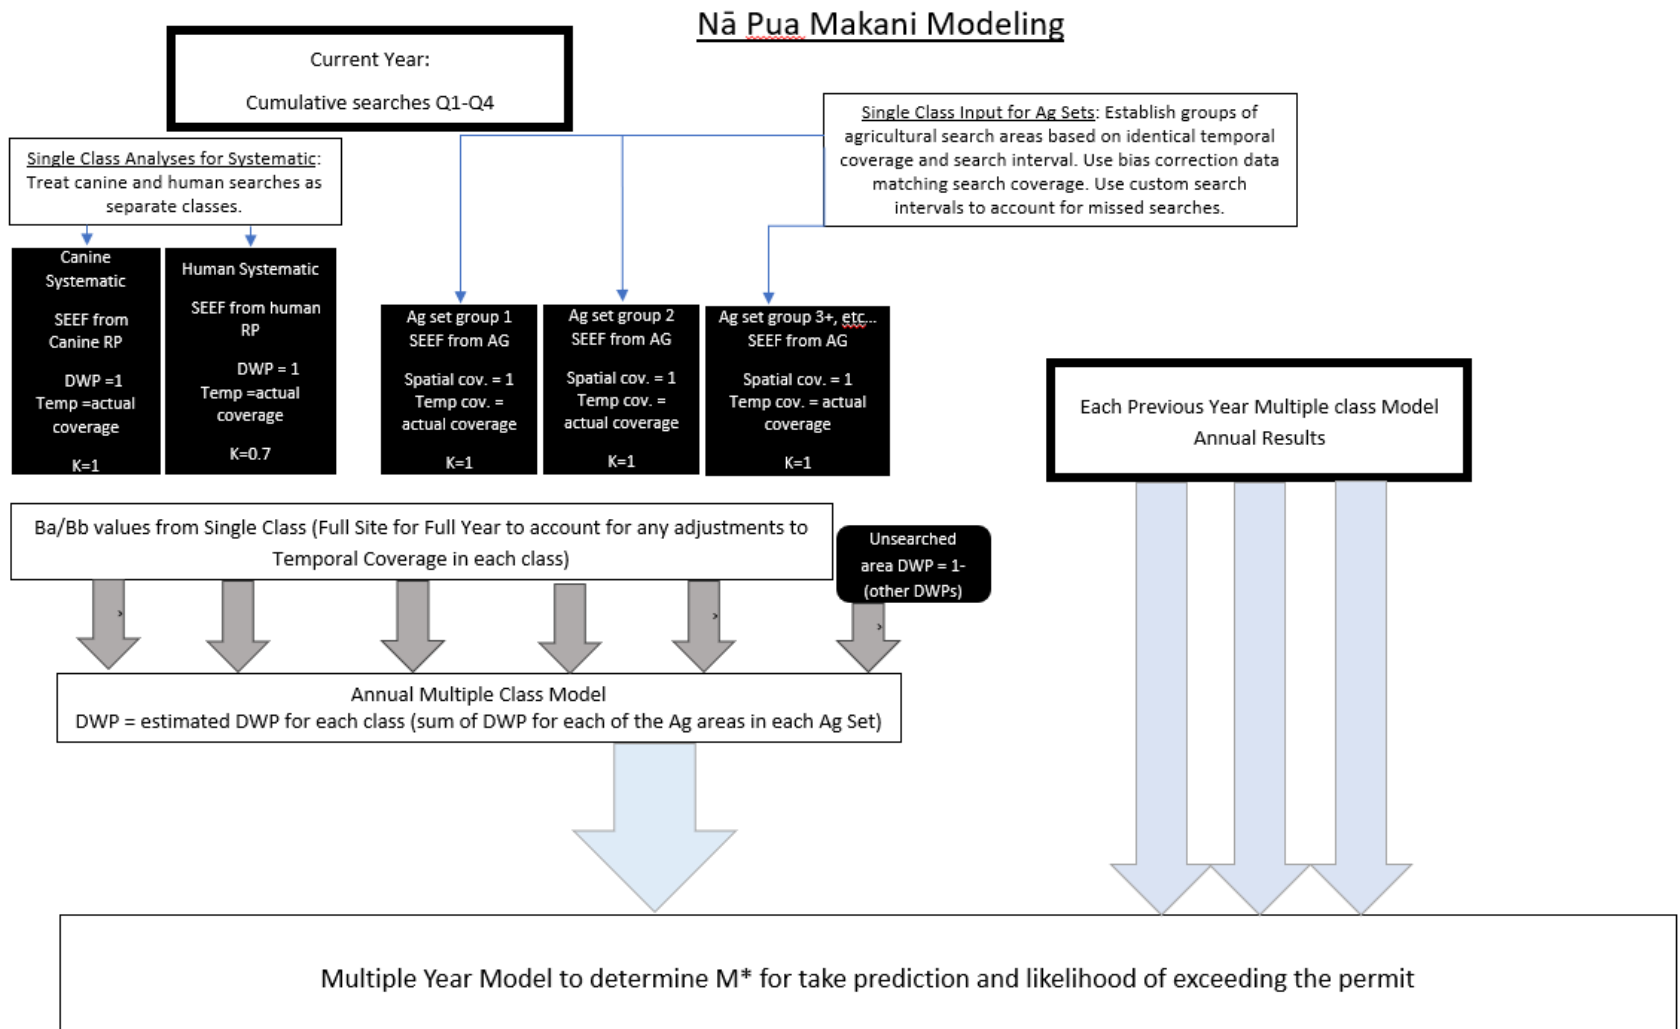 Nā Pua Makani Modeling
Current Year:
Cumulative searches Q1-Q4
Single Class Input for Ag Sets: Establish groups of
agricultural search areas based on identical temporal
coverage and search interval. Use bias correction data
matching search coverage. Use custom search
intervals to account for missed searches.
Single Class Analyses for Systematic:
Treat canine and human searches as
separate classes.
Canine
Systematic
SEEF from
Canine RP
DWP =1
Temp =actual
coverage
K=1
Human Systematic
SEEF from human
RP
DWP = 1
Temp =actual
coverage
K=0.7
Ag set group 1
SEEF from AG
Spatial cov. = 1
Temp cov. =
actual coverage
K=1
Ag set group 2
SEEF from AG
Spatial cov. = 1
Temp cov. =
actual coverage
K=1
Ag set group 3+, etc...
SEEF from AG
Spatial cov. = 1
Temp cov. = actual
coverage
K=1
Each Previous Year Multiple class Model
Annual Results
Ba/Bb values from Single Class (Full Site for Full Year to account for any adjustments to
Temporal Coverage in each class)
Unsearched
area DWP = 1-
(other DWPs)
Annual Multiple Class Model
DWP = estimated DWP for each class (sum of DWP for each of the Ag areas in each Ag Set)
Multiple Year Model to determine M* for take prediction and likelihood of exceeding the permit